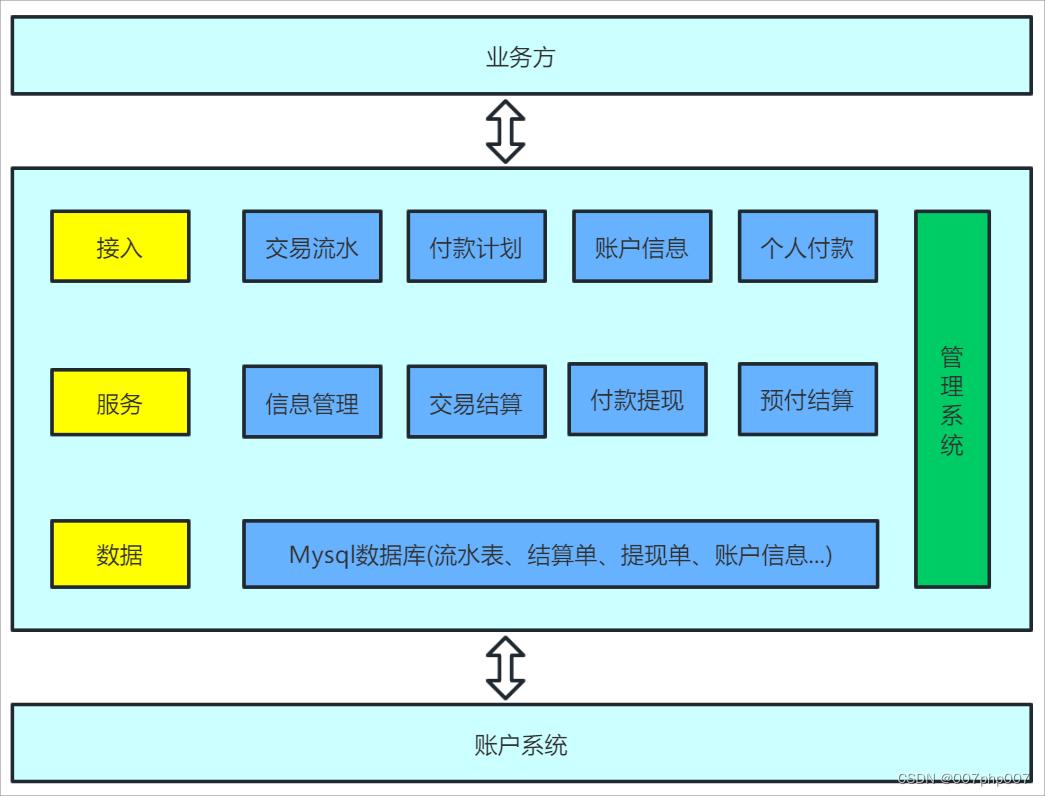 业务方
接入
交易流水
付款计划
账户信息
个人付款
服务
信息管理
交易结算
付款提现
预付结算
数据
Mysql数据库(流水表、结算单、提现单、账户信息...)
管
理
系
统
账户系统
CSDN @007php007